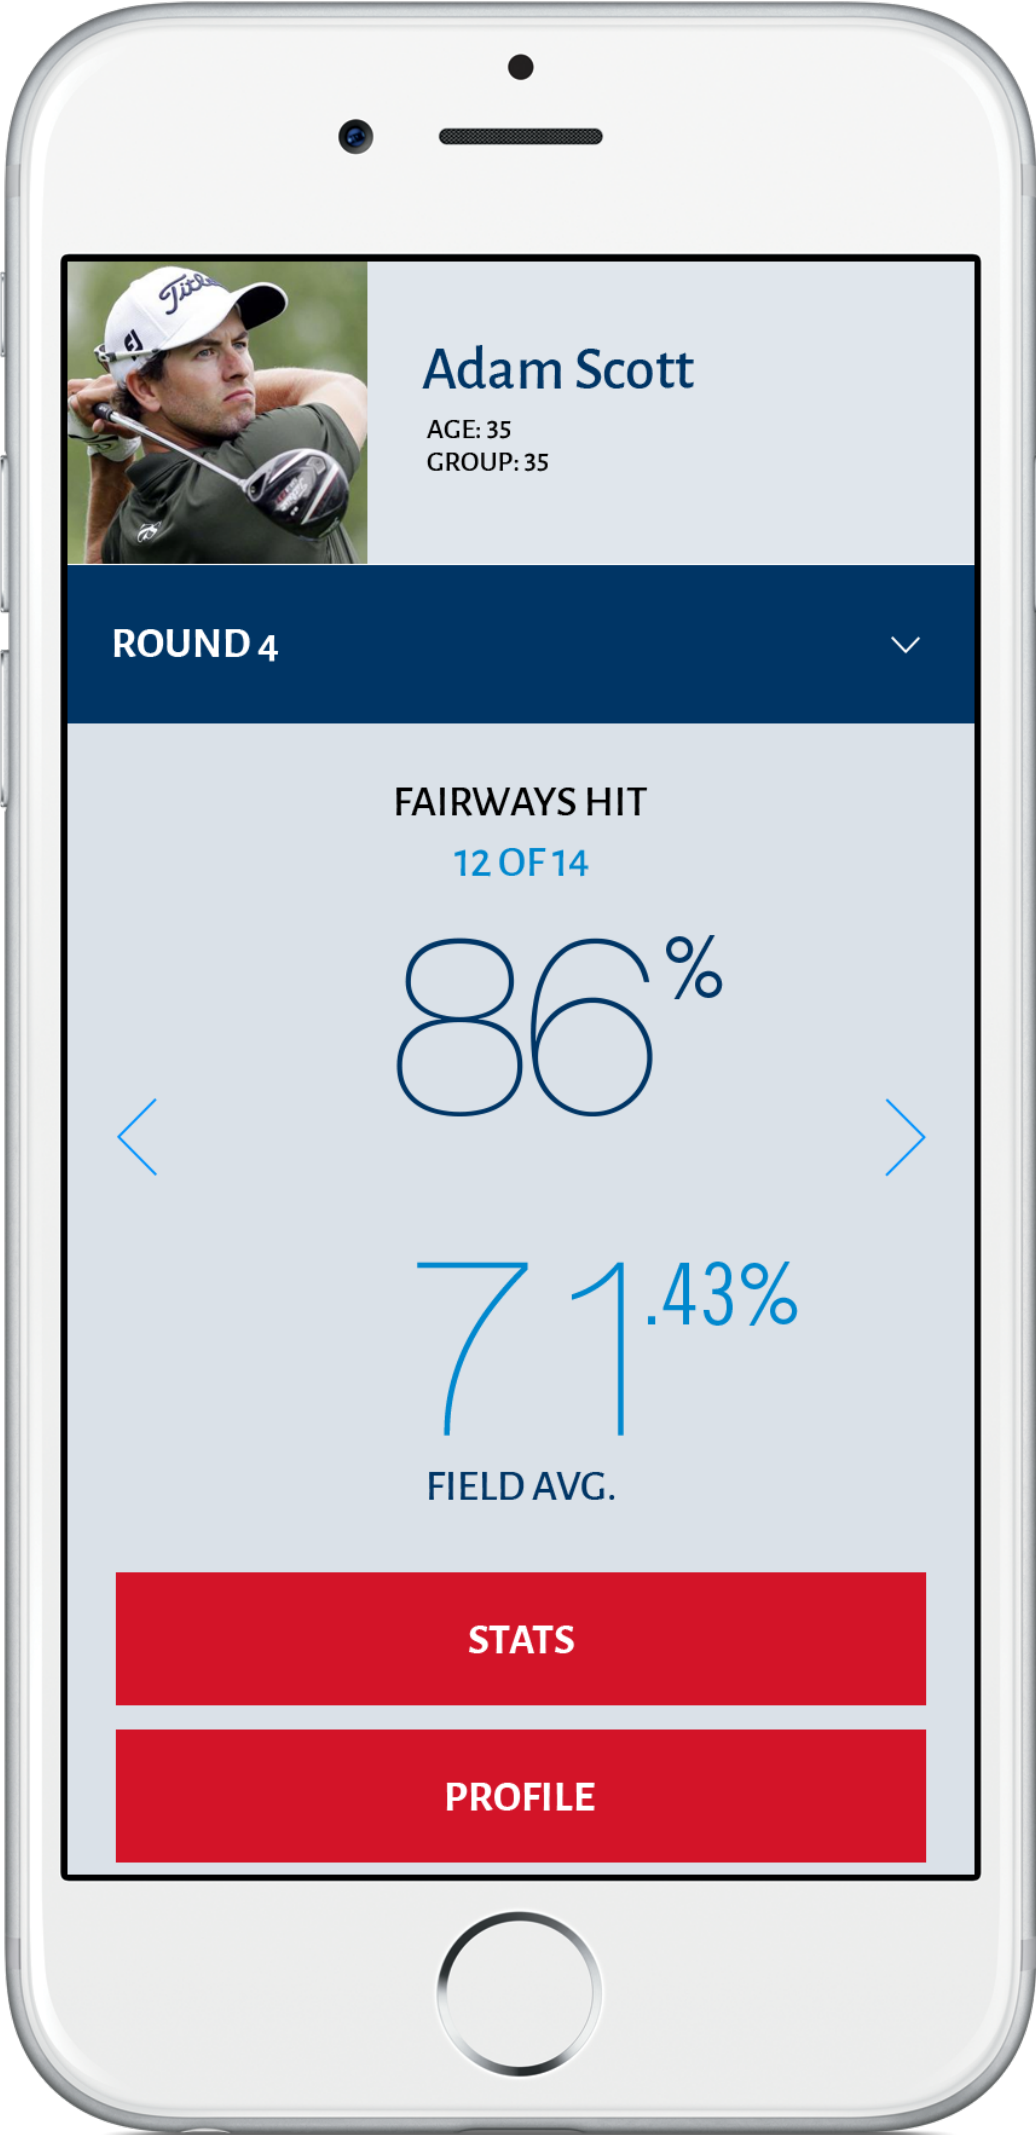 Adam Scott
AGE: 35
GROUP: 35
ROUND 4
FAIRWAYS HIT
12 OF 14
86%
71.43%
FIELD AVG.
STATS
PROFILE